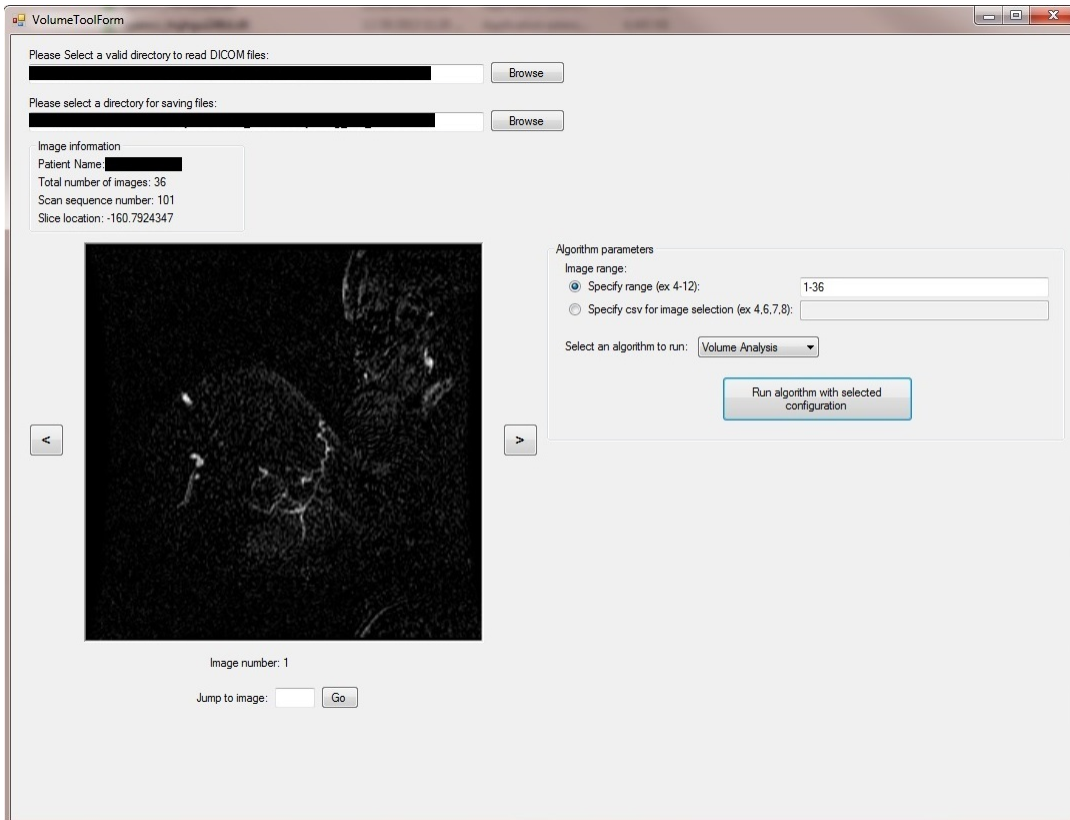 VolumeToolForm
Please Select a valid directory to read DICOM files:
Browse
Please select a directory for saving files:
Browse
Image information
Patient Name:
Total number of images: 36
Scan sequence number: 101
Slice location: -160.7924347
Algorithm parameters
Image range:
Specify range (ex 4-12):
1-36
Specify csv for image selection (ex 4,6,7,8):
Select an algorithm to run:
Volume Analysis
Run algorithm with selected
configuration
<
>
Image number: 1
Jump to image:
Go